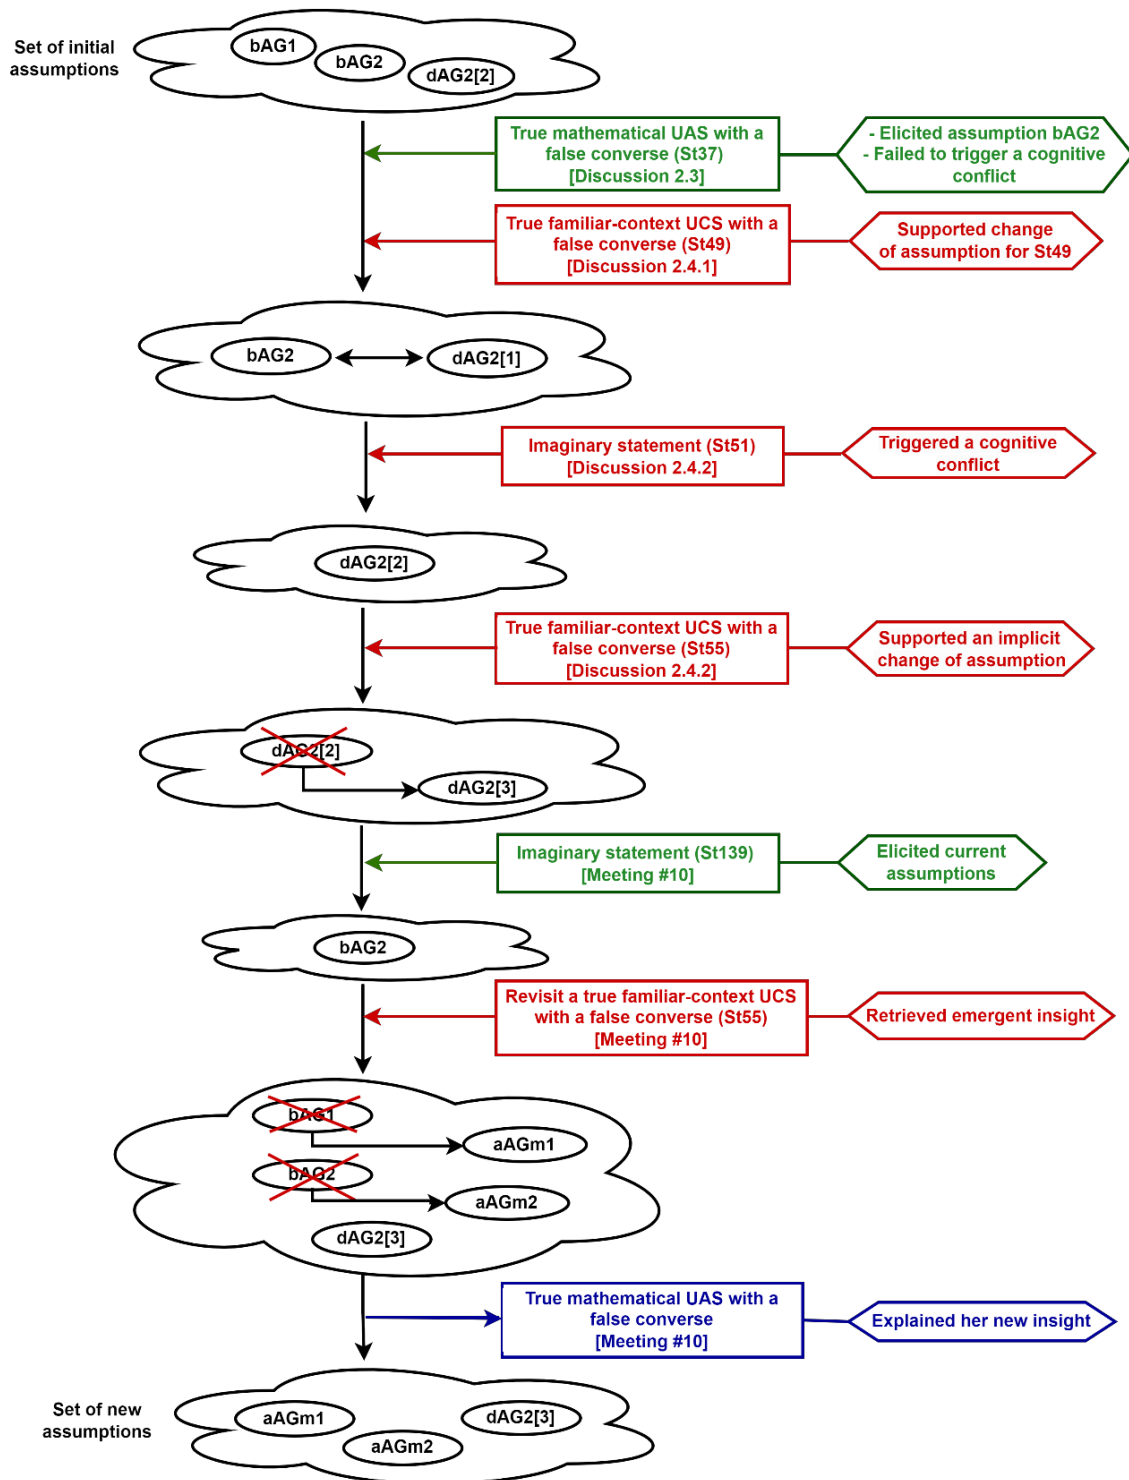 Set of initial
assumptions
bAG1
bAG2
dAG2[2]
True mathematical UAS with a
false converse (St37)
[Discussion 2.3]
- Elicited assumption bAG2
- Failed to trigger a cognitive
conflict
True familiar-context UCS with a
false converse (St49)
[Discussion 2.4.1]
Supported change
of assumption for St49
bAG2
dAG2[1]
Imaginary statement (St51)
[Discussion 2.4.2]
Triggered a cognitive
conflict
dAG2[2]
True familiar-context UCS with a
false converse (St55)
[Discussion 2.4.2]
Supported an implicit
change of assumption
dAG2[2]
dAG2[3]
Imaginary statement (St139)
[Meeting #10]
Elicited current
assumptions
bAG2
Revisit a true familiar-context UCS
with a false converse (St55)
[Meeting #10]
Retrieved emergent insight
bAG1
aAGm1
bAG2
aAGm2
dAG2[3]
True mathematical UAS with a
false converse
[Meeting #10]
Explained her new insight
Set of new
assumptions
aAGm1
dAG2[3]
aAGm2